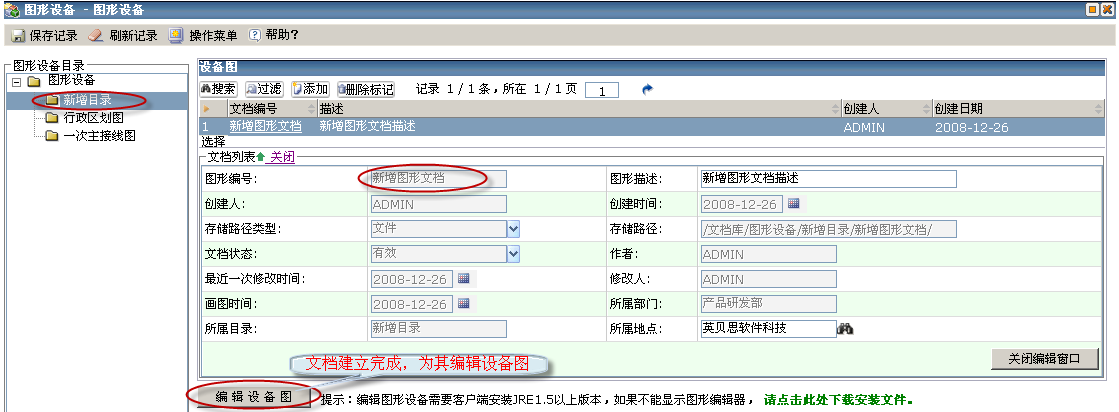 图形设备 - 图形设备
保存记录 刷新记录 操作菜单 帮助?
图形设备目录
图形设备
新增目录
行政区划图
一次主接线图
设备图
搜索 过滤 添加 删除标记 记录 1 / 1 条，所在 1 / 1 页 1
文档编号 描述 创建人 创建日期
1 新增图形文档 新增图形文档描述 ADMIN 2008-12-26
选择
文档列表 关闭
图形编号: 新增图形文档 图形描述: 新增图形文档描述
创建人: ADMIN 创建时间: 2008-12-26
存储路径类型: 文件 存储路径: /文档库/图形设备/新增目录/新增图形文档/
文档状态: 有效 作者: ADMIN
最近一次修改时间: 2008-12-26 修改人: ADMIN
画图时间: 2008-12-26 所属部门: 产品研发部
所属目录: 新增目录 所属地点: 英贝思软件科技
文档建立完成，为其编辑设备图
关闭编辑窗口
编辑设备图 提示：编辑图形设备需要客户端安装JRE1.5以上版本，如果不能显示图形编辑器， 请点击此处下载安装文件。